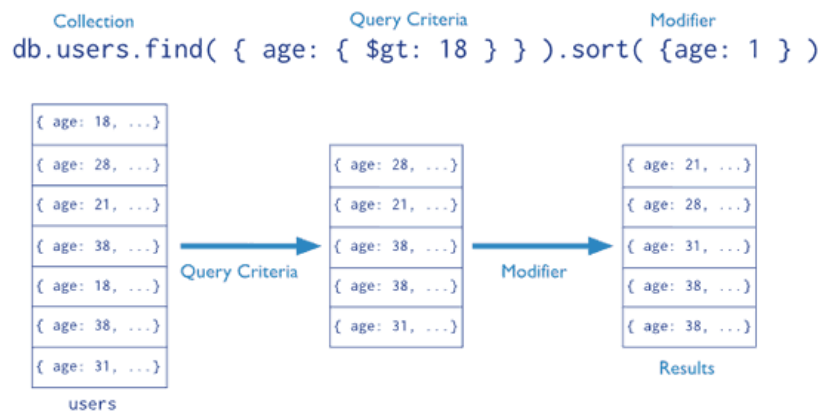 Collection Query Criteria Modifier
db.users.find( { age: { $gt: 18 } } ).sort( {age: 1 } )
{ age: 18, ...}
{ age: 28, ...}
{ age: 21, ...}
{ age: 38, ...}
{ age: 18, ...}
{ age: 38, ...}
{ age: 31, ...}
users
Query Criteria
{ age: 28, ...}
{ age: 21, ...}
{ age: 38, ...}
{ age: 38, ...}
{ age: 31, ...}
Modifier
{ age: 21, ...}
{ age: 28, ...}
{ age: 31, ...}
{ age: 38, ...}
{ age: 38, ...}
Results